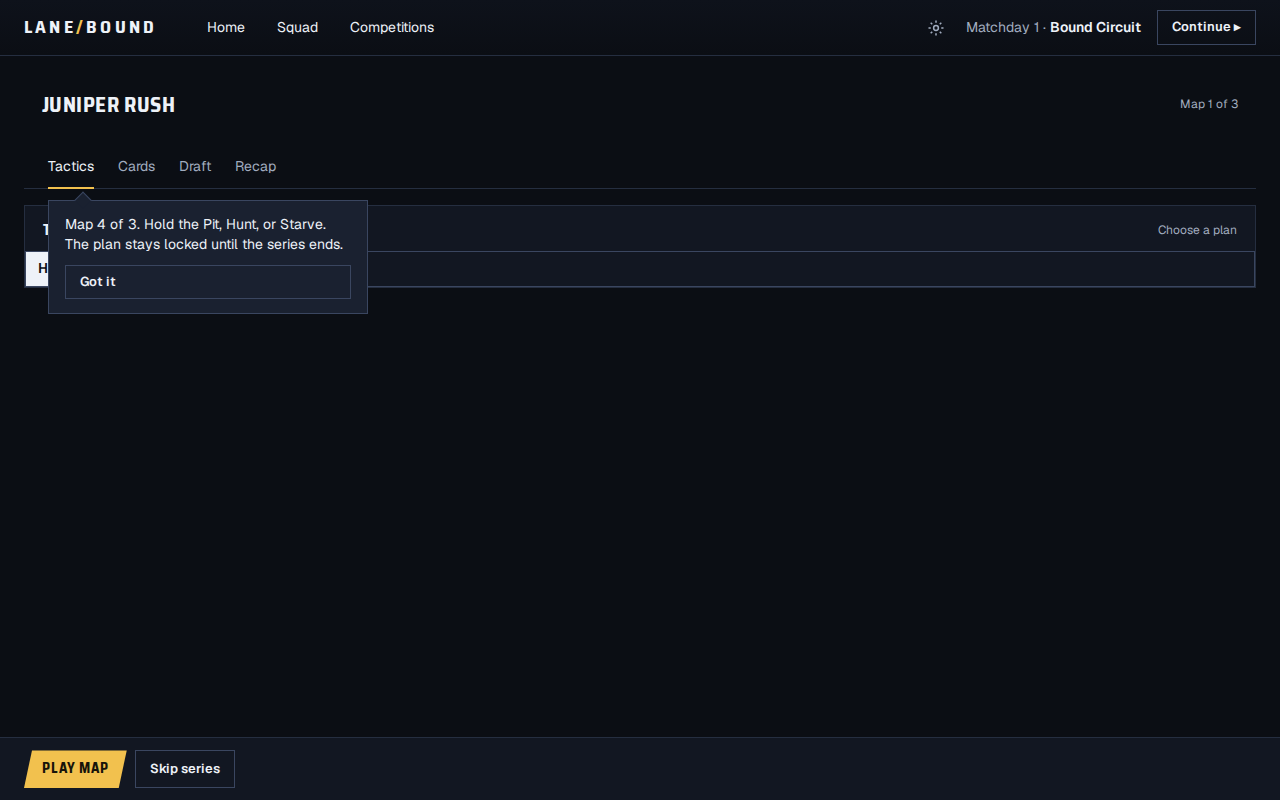 LANE/BOUND
Home Squad Competitions
Matchday 1 · Bound Circuit
Continue ▸
JUNIPER RUSH
Map 1 of 3
Tactics Cards Draft Recap
Map 4 of 3. Hold the Pit, Hunt, or Starve.
The plan stays locked until the series ends.
Got it
Choose a plan
PLAY MAP
Skip series